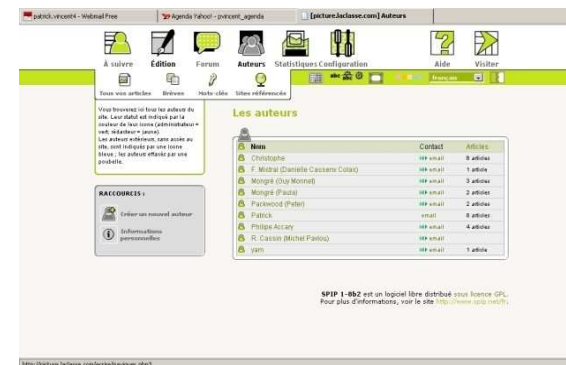 patrick.vincent4 - Webmail Free
Agenda Yahoo! - pvincent_agenda
[picture.laclasse.com] Auteurs
À suivre
Édition
Forum
Auteurs
Statistiques
Configuration
Aide
Visiter
Tous vos articles
Brèves
Mots-clés
Sites référencés
français
Vous trouverez ici tous les auteurs du
site. Leur statut est indiqué par la
couleur de leur icone (administrateur =
vert; rédacteur = jaune).
Les auteurs extérieurs, sans accès au
site, sont indiqués par une icone
bleue ; les auteurs effacés par une
poubelle.
Les auteurs
Nom Contact Articles
Christophe email 8 articles
F. Mistral (Danielle Cassenx Colas) email 1 article
Mongré (Guy Monnet) email 3 articles
Mongré (Paula) email 2 articles
Packwood (Peter) email 2 articles
Patrick email 8 articles
Philipe Assary email 4 articles
R. Cassin (Michel Pavlou) email
yam email 1 article
RACCOURCIS :
Créer un nouvel auteur
Informations
personnelles
SPIP 1-8b2 est un logiciel libre distribué sous licence GPL.
Pour plus d'informations, voir le site http://www.spip.net/fr.